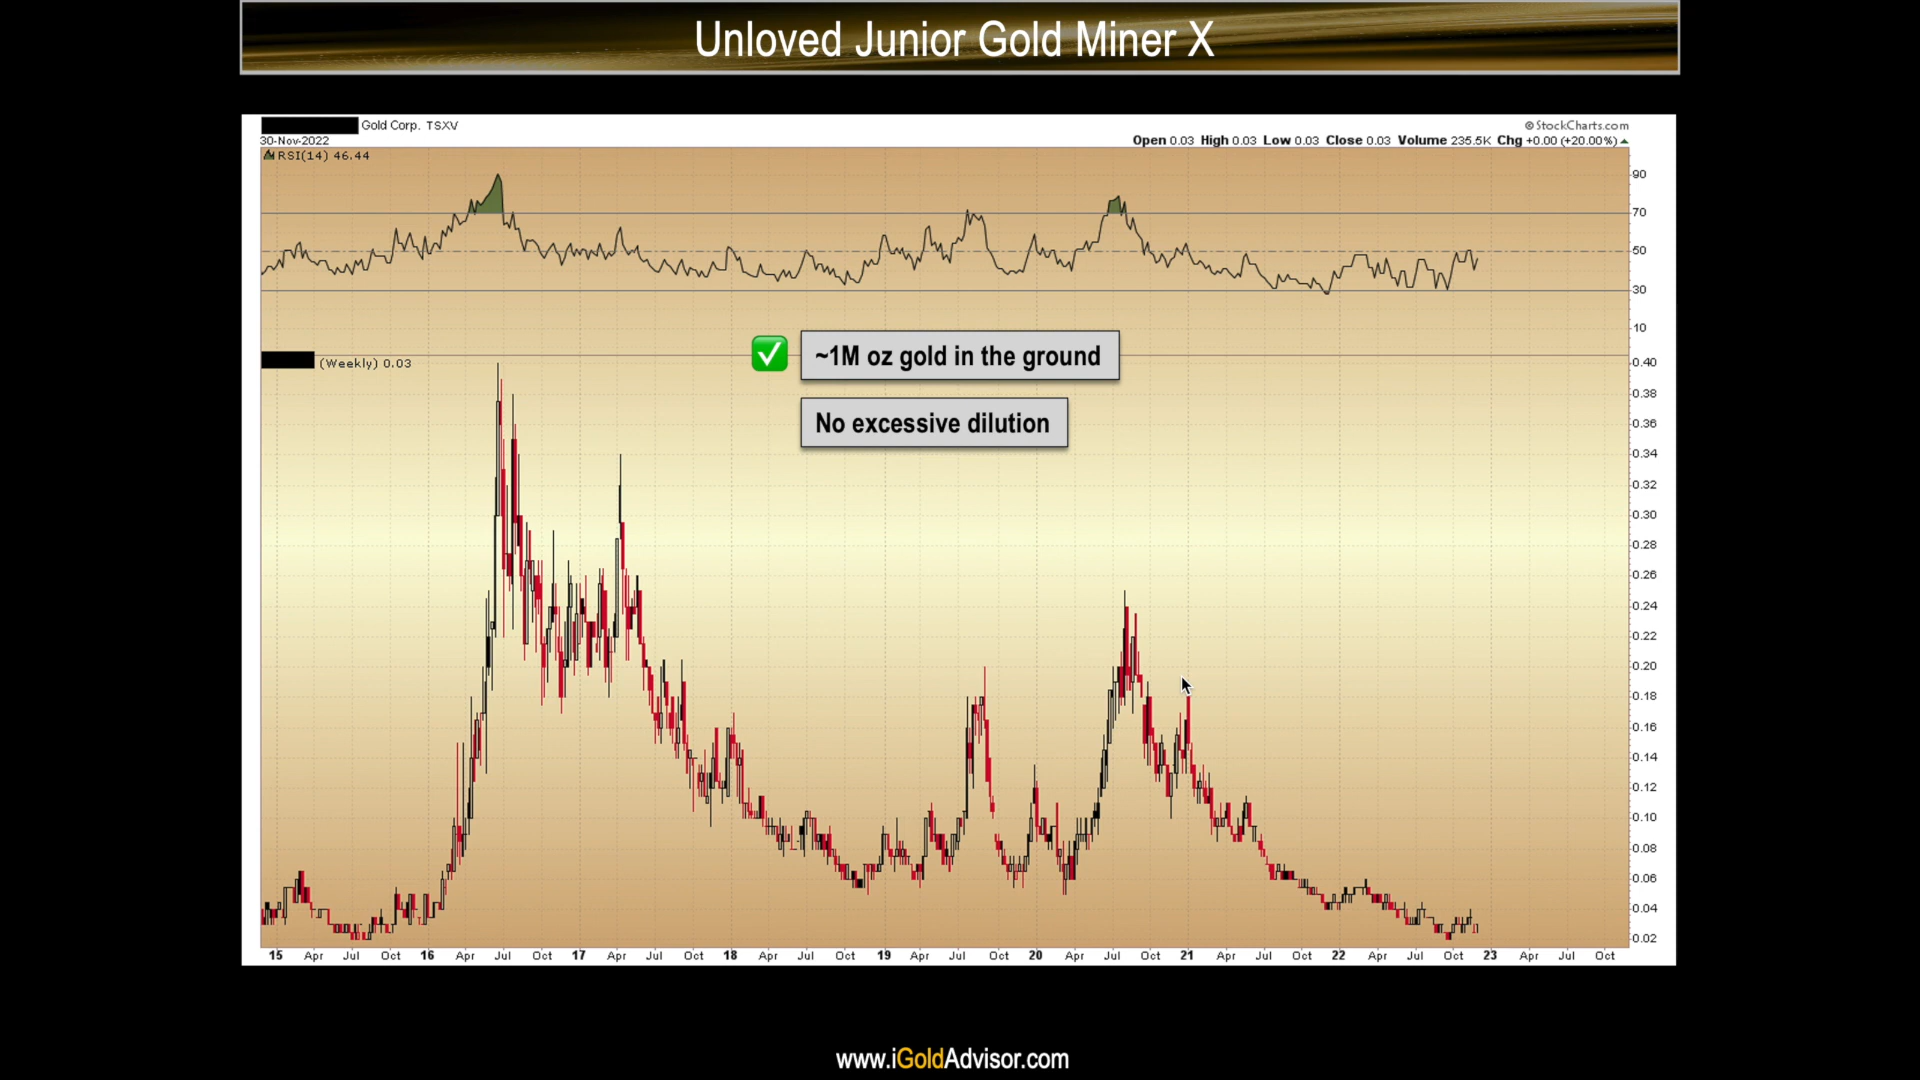 Unloved Junior Gold Miner X
Gold Corp. TSXV
© StockCharts.com
30-Nov-2022
Open 0.03 High 0.03 Low 0.03 Close 0.03 Volume 235.5K Chg +0.00 (+20.00%)
RSI(14) 46.44
90
70
50
30
10
~1M oz gold in the ground
(Weekly) 0.03
No excessive dilution
0.40
0.38
0.36
0.34
0.32
0.30
0.28
0.26
0.24
0.22
0.20
0.18
0.16
0.14
0.12
0.10
0.08
0.06
0.04
0.02
15 Apr Jul Oct 16 Apr Jul Oct 17 Apr Jul Oct 18 Apr Jul Oct 19 Apr Jul Oct 20 Apr Jul Oct 21 Apr Jul Oct 22 Apr Jul Oct 23 Apr Jul Oct
www.iGoldAdvisor.com